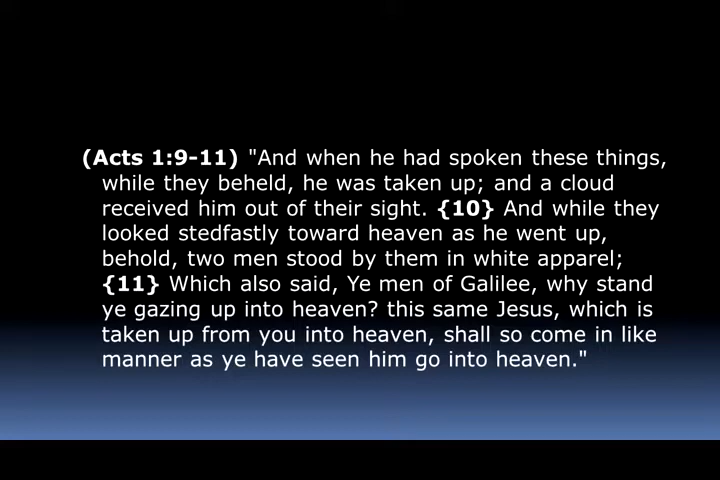 (Acts 1:9-11) "And when he had spoken these things,
while they beheld, he was taken up; and a cloud
received him out of their sight. {10} And while they
looked stedfastly toward heaven as he went up,
behold, two men stood by them in white apparel;
{11} Which also said, Ye men of Galilee, why stand
ye gazing up into heaven? this same Jesus, which is
taken up from you into heaven, shall so come in like
manner as ye have seen him go into heaven."